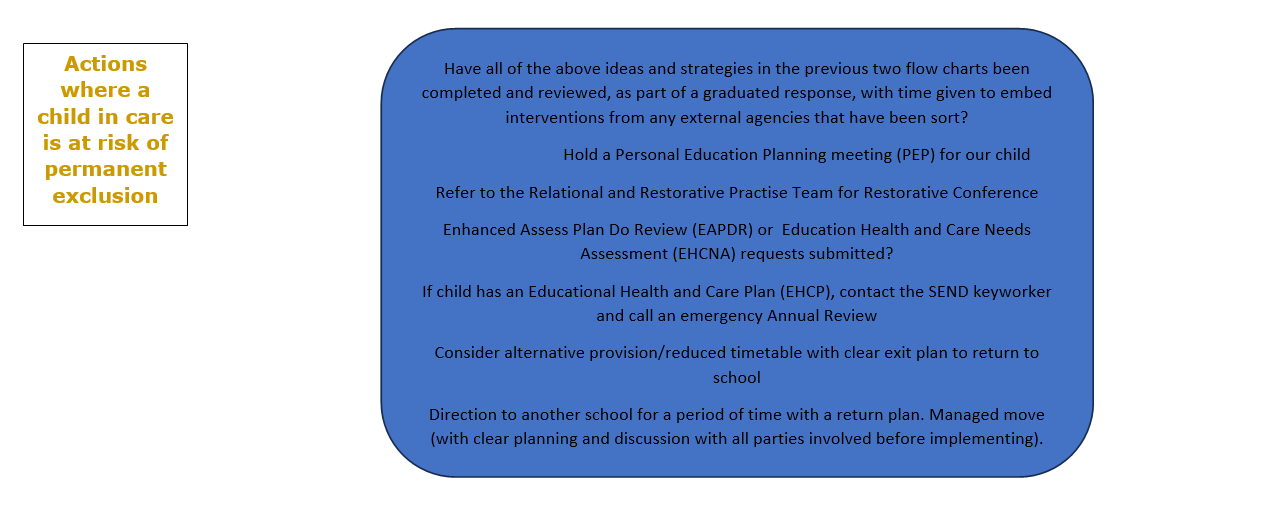 Actions
where a
child in care
is at risk of
permanent
exclusion
Have all of the above ideas and strategies in the previous two flow charts been
completed and reviewed, as part of a graduated response, with time given to embed
interventions from any external agencies that have been sort?
Hold a Personal Education Planning meeting (PEP) for our child
Refer to the Relational and Restorative Practise Team for Restorative Conference
Enhanced Assess Plan Do Review (EAPDR) or  Education Health and Care Needs
Assessment (EHCNA) requests submitted?
If child has an Educational Health and Care Plan (EHCP), contact the SEND keyworker
and call an emergency Annual Review
Consider alternative provision/reduced timetable with clear exit plan to return to
school
Direction to another school for a period of time with a return plan. Managed move
(with clear planning and discussion with all parties involved before implementing).